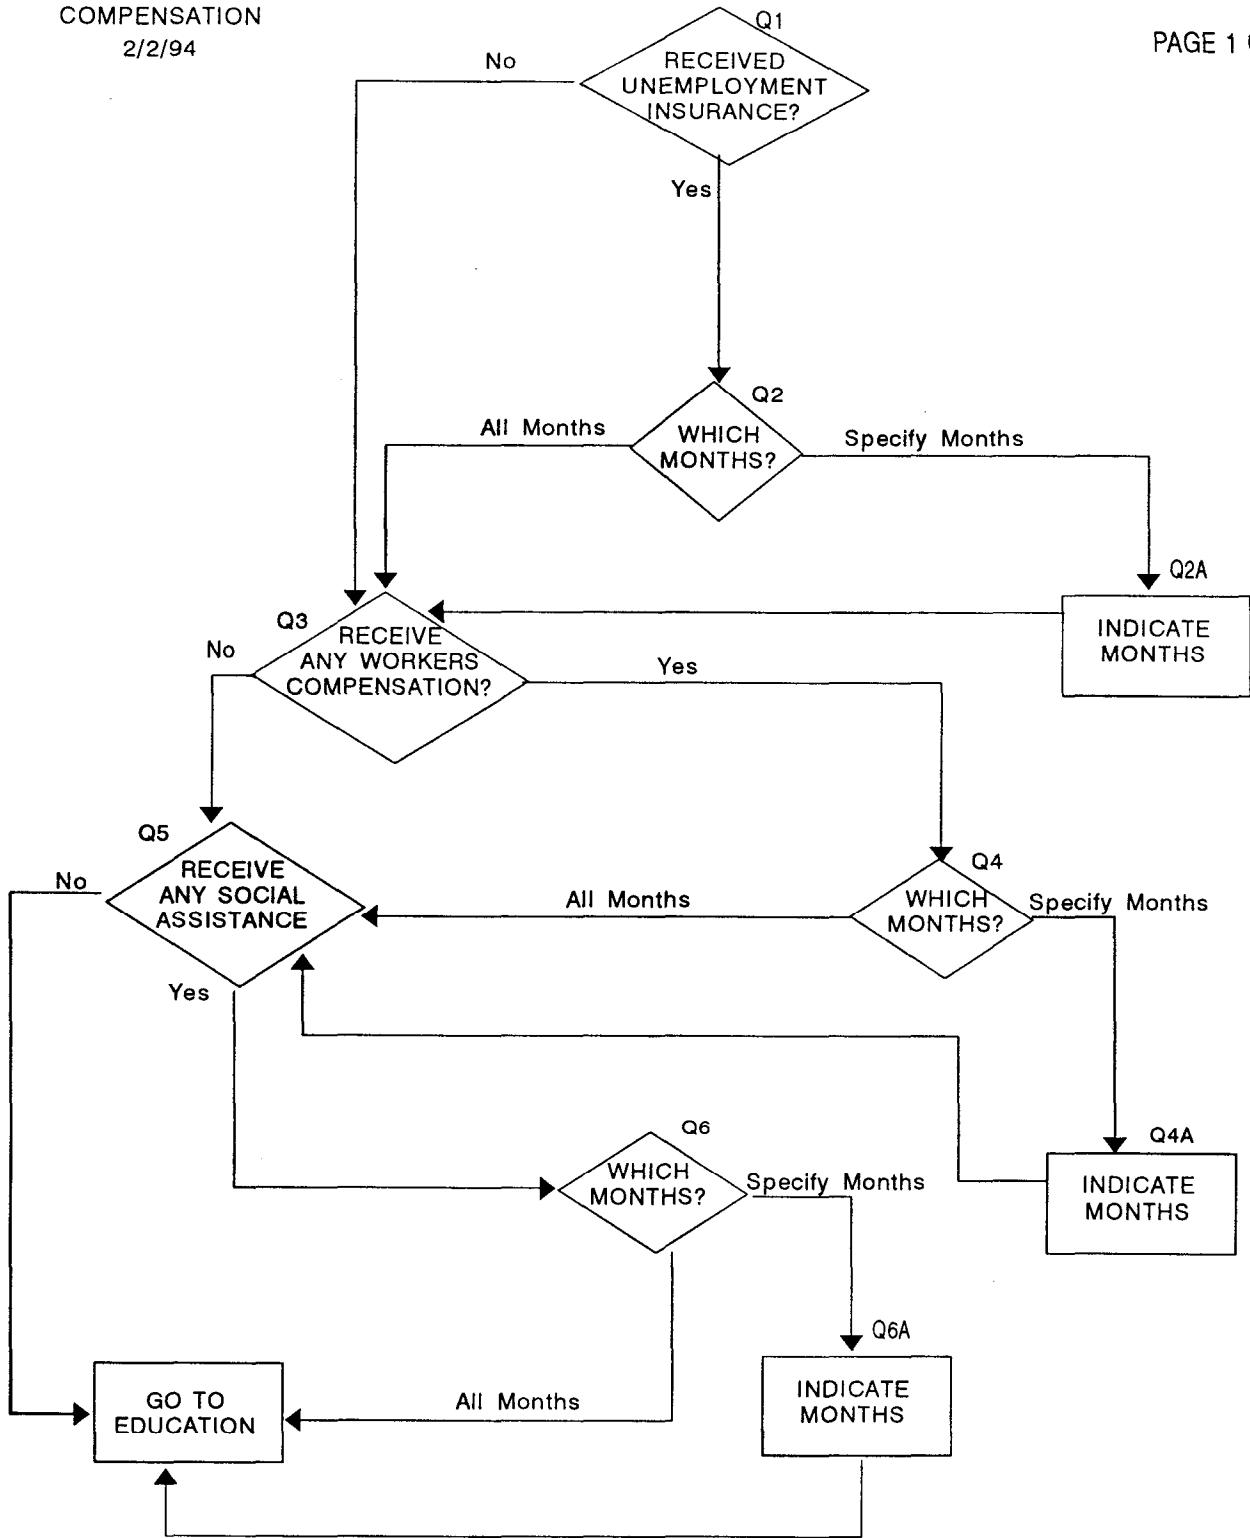 COMPENSATION
2/2/94
PAGE 1
Q1
RECEIVED
UNEMPLOYMENT
INSURANCE?
No
Yes
Q2
WHICH
MONTHS?
All Months
Specify Months
Q2A
INDICATE
MONTHS
Q3
RECEIVE
ANY WORKERS
COMPENSATION?
No
Yes
Q4
WHICH
MONTHS?
All Months
Specify Months
Q5
RECEIVE
ANY SOCIAL
ASSISTANCE
No
Yes
Q4A
INDICATE
MONTHS
Q6
WHICH
MONTHS?
Specify Months
Q6A
INDICATE
MONTHS
All Months
GO TO
EDUCATION